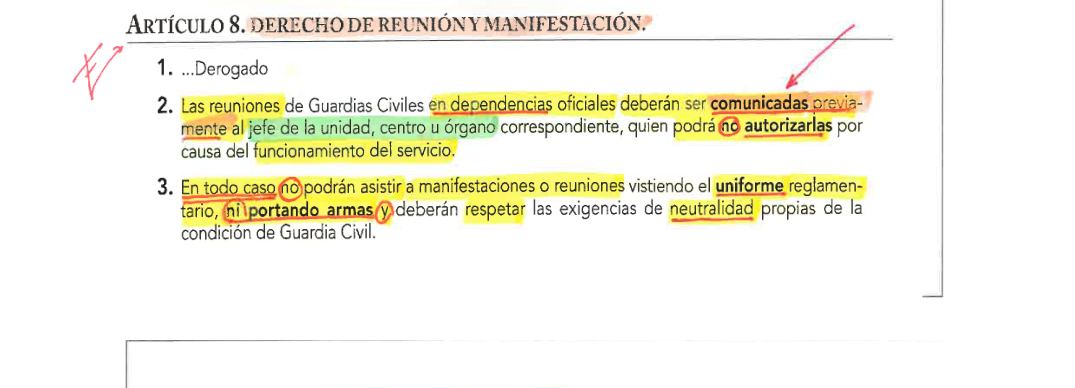 ARTÍCULO 8. DERECHO DE REUNIÓN Y MANIFESTACIÓN.
1. ...Derogado
2. Las reuniones de Guardias Civiles en dependencias oficiales deberán ser comunicadas previa-
mente al jefe de la unidad, centro u órgano correspondiente, quien podrá no autorizarlas por
causa del funcionamiento del servicio.
3. En todo caso no podrán asistir a manifestaciones o reuniones vistiendo el uniforme reglamen-
tario, ni portando armas y deberán respetar las exigencias de neutralidad propias de la
condición de Guardia Civil.